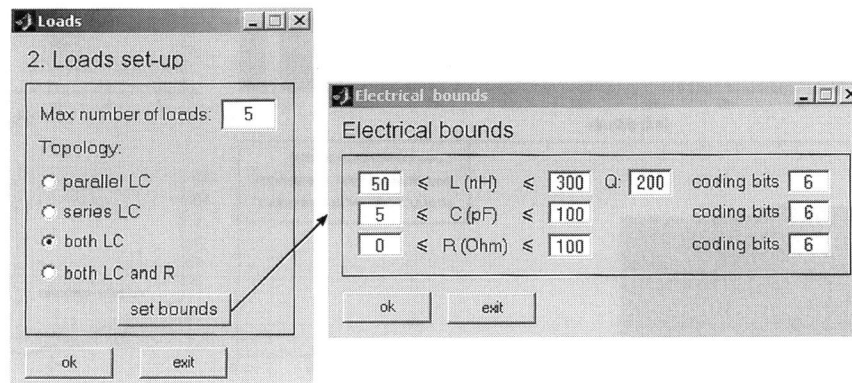 Loads
2. Loads set-up
Max number of loads: 5
Topology:
parallel LC
series LC
both LC
both LC and R
set bounds
ok exit
Electrical bounds
Electrical bounds
50 ≤ L (nH) ≤ 300 Q: 200 coding bits 6
5 ≤ C (pF) ≤ 100 coding bits 6
0 ≤ R (Ohm) ≤ 100 coding bits 6
ok exit